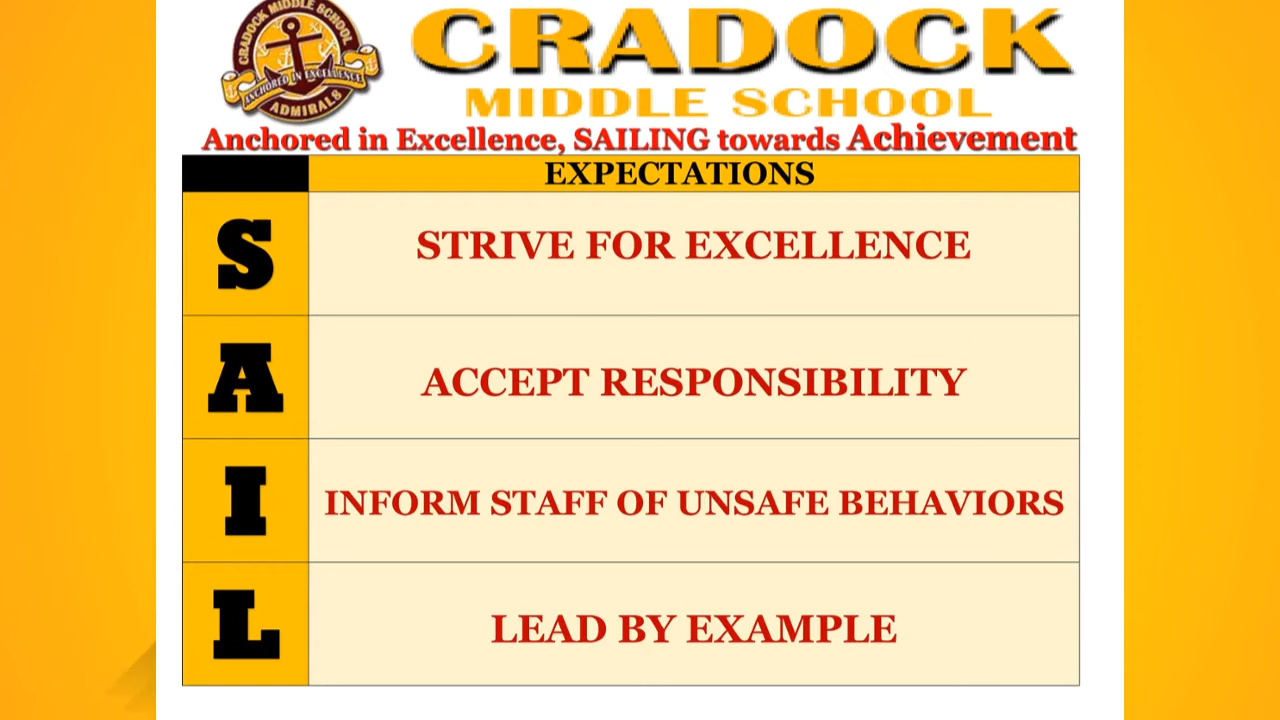 CRADOCK MIDDLE SCHOOL
ANCHORED IN EXCELLENCE
ADMIRALS
CRADOCK
MIDDLE SCHOOL
Anchored in Excellence, SAILING towards Achievement
EXPECTATIONS
S STRIVE FOR EXCELLENCE
A ACCEPT RESPONSIBILITY
I INFORM STAFF OF UNSAFE BEHAVIORS
L LEAD BY EXAMPLE